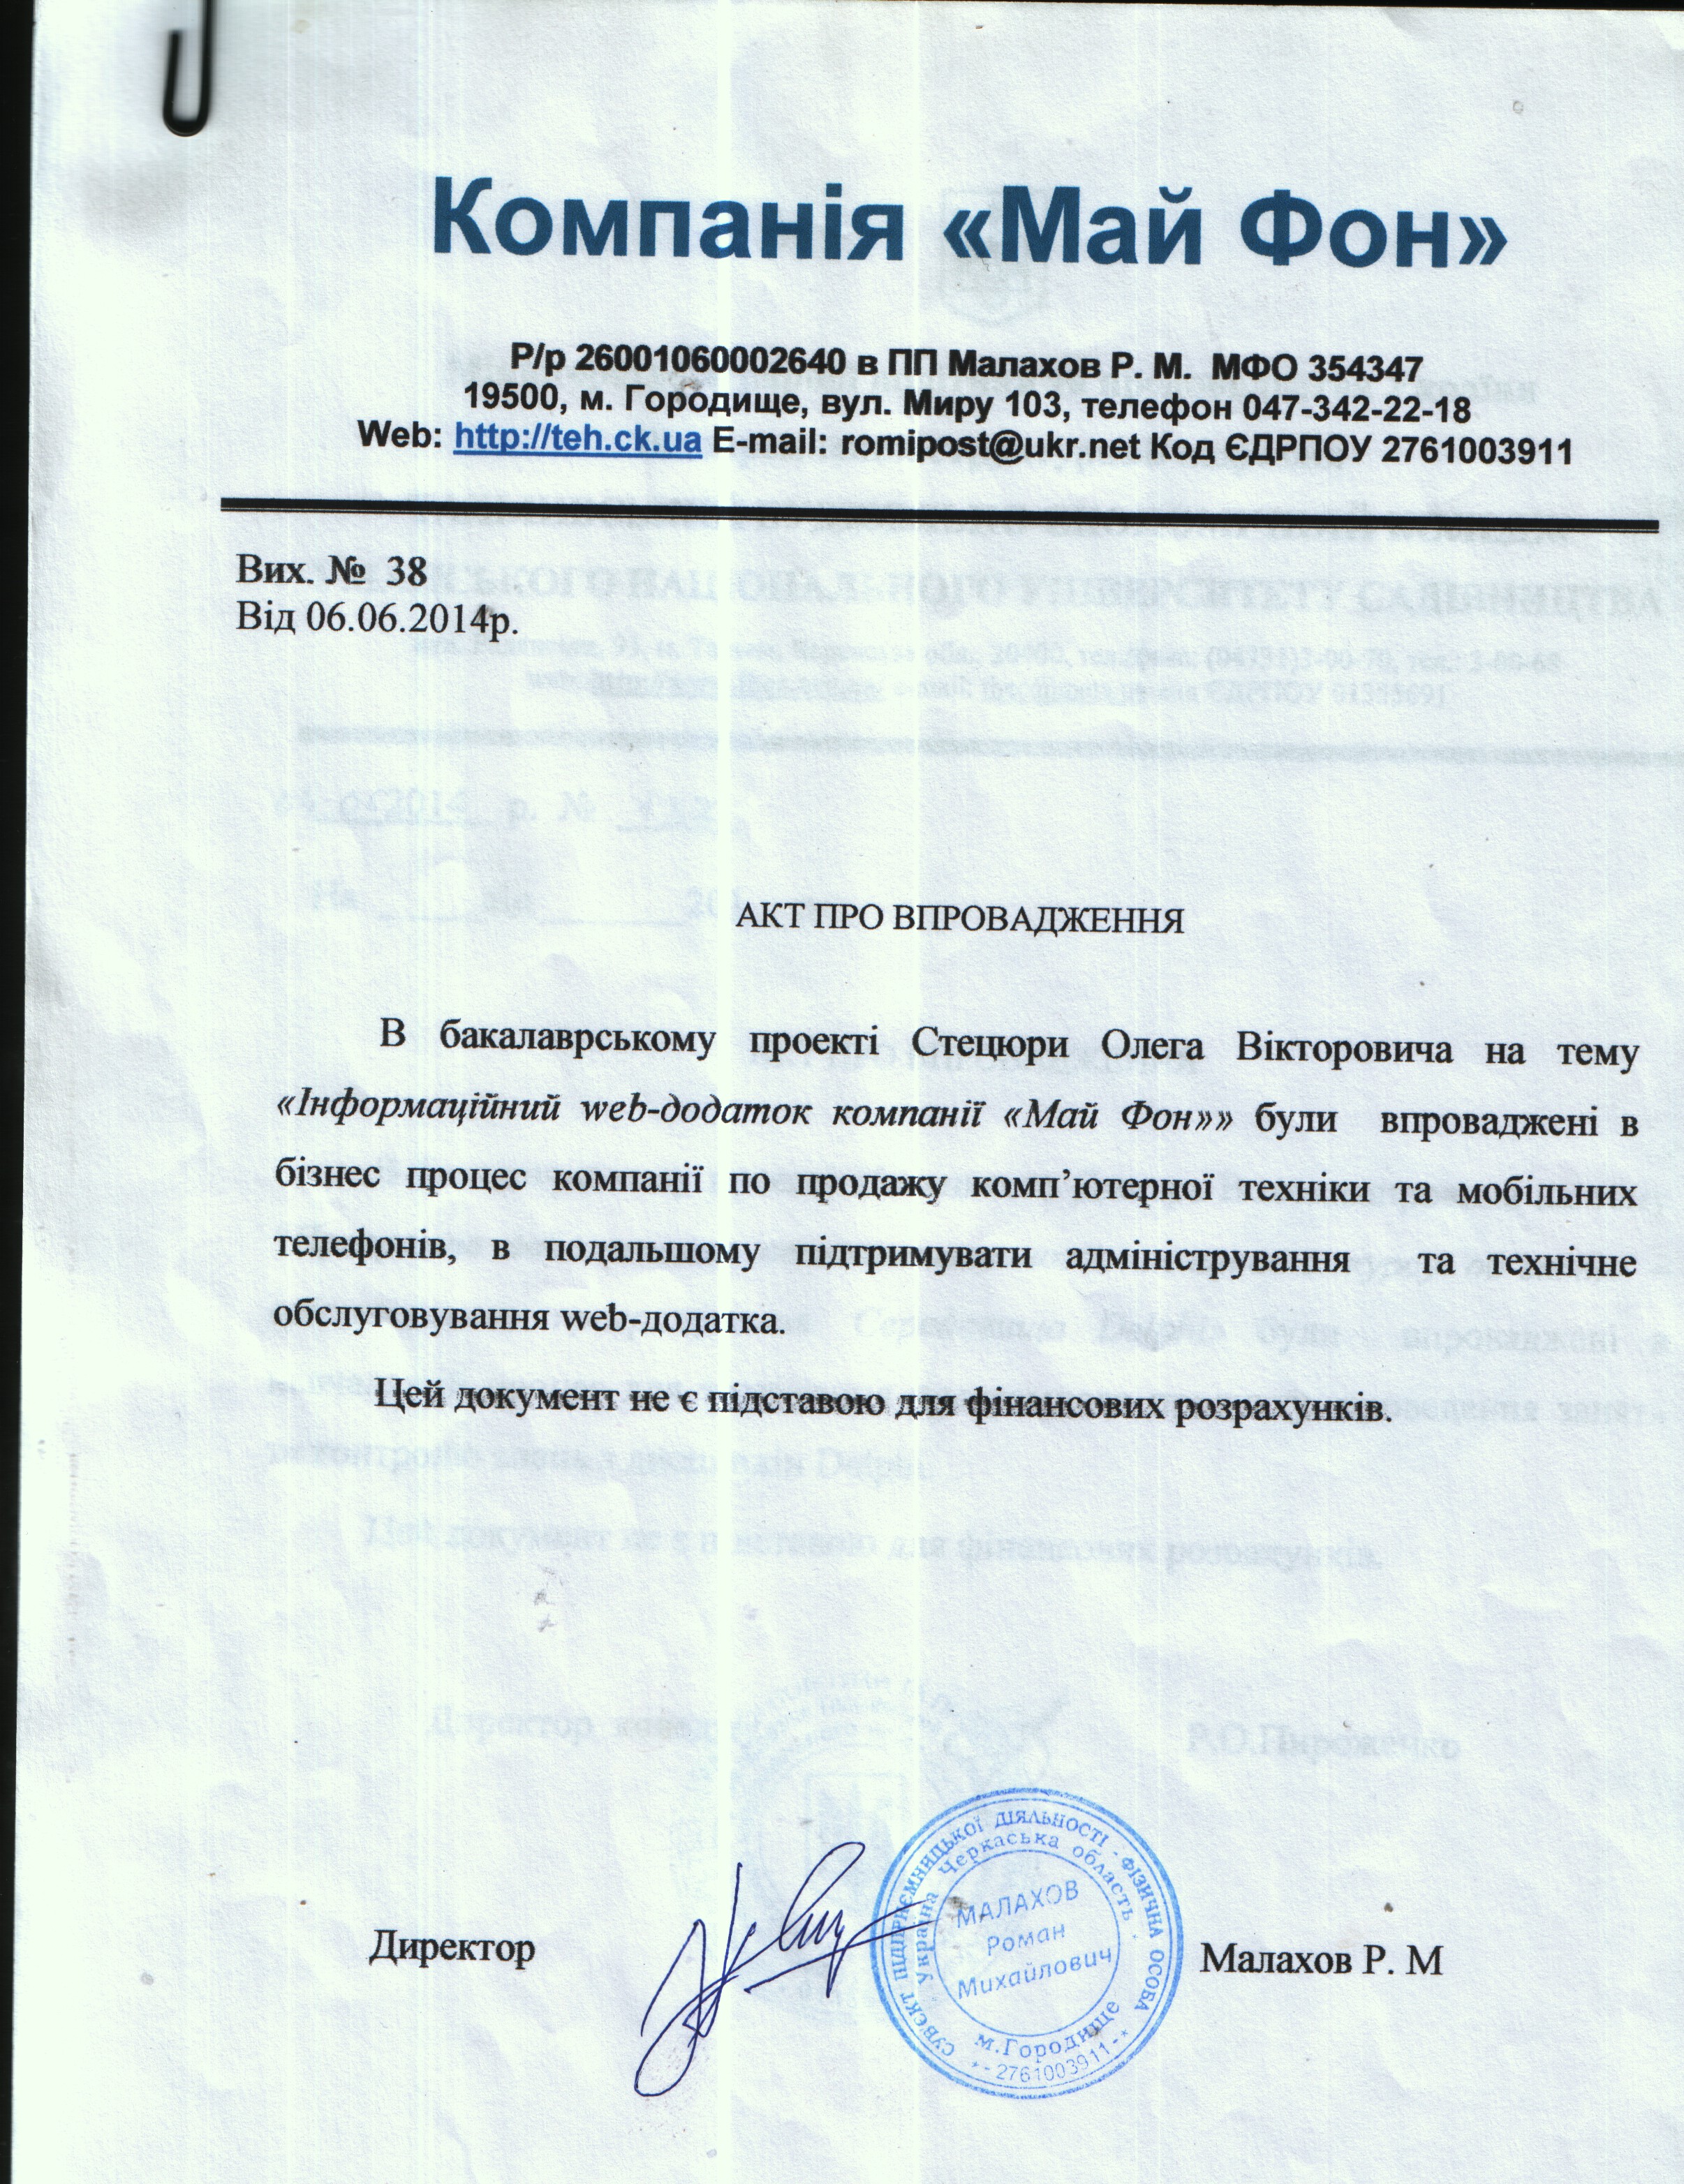 Компанія «Май Фон»
Р/р 26001060002640 в ПП Малахов Р. М. МФО 354347
19500, м. Городище, вул. Миру 103, телефон 047-342-22-18
Web: http://teh.ck.ua E-mail: romipost@ukr.net Код ЄДРПОУ 2761003911
Вих. № 38
Від 06.06.2014р.
АКТ ПРО ВПРОВАДЖЕННЯ
В бакалаврському проекті Стецюри Олега Вікторовича на тему
«Інформаційний web-додаток компанії «Май Фон»» були впроваджені в
бізнес процес компанії по продажу комп’ютерної техніки та мобільних
телефонів, в подальшому підтримувати адміністрування та технічне
обслуговування web-додатка.
Цей документ не є підставою для фінансових розрахунків.
Директор
СУБ'ЄКТ ПІДПРИЄМНИЦЬКОЇ ДІЯЛЬНОСТІ - ФІЗИЧНА ОСОБА
Україна Черкаська область
МАЛАХОВ
Роман
Михайлович
м.Городище
* - 2761003911 - *
Малахов Р. М